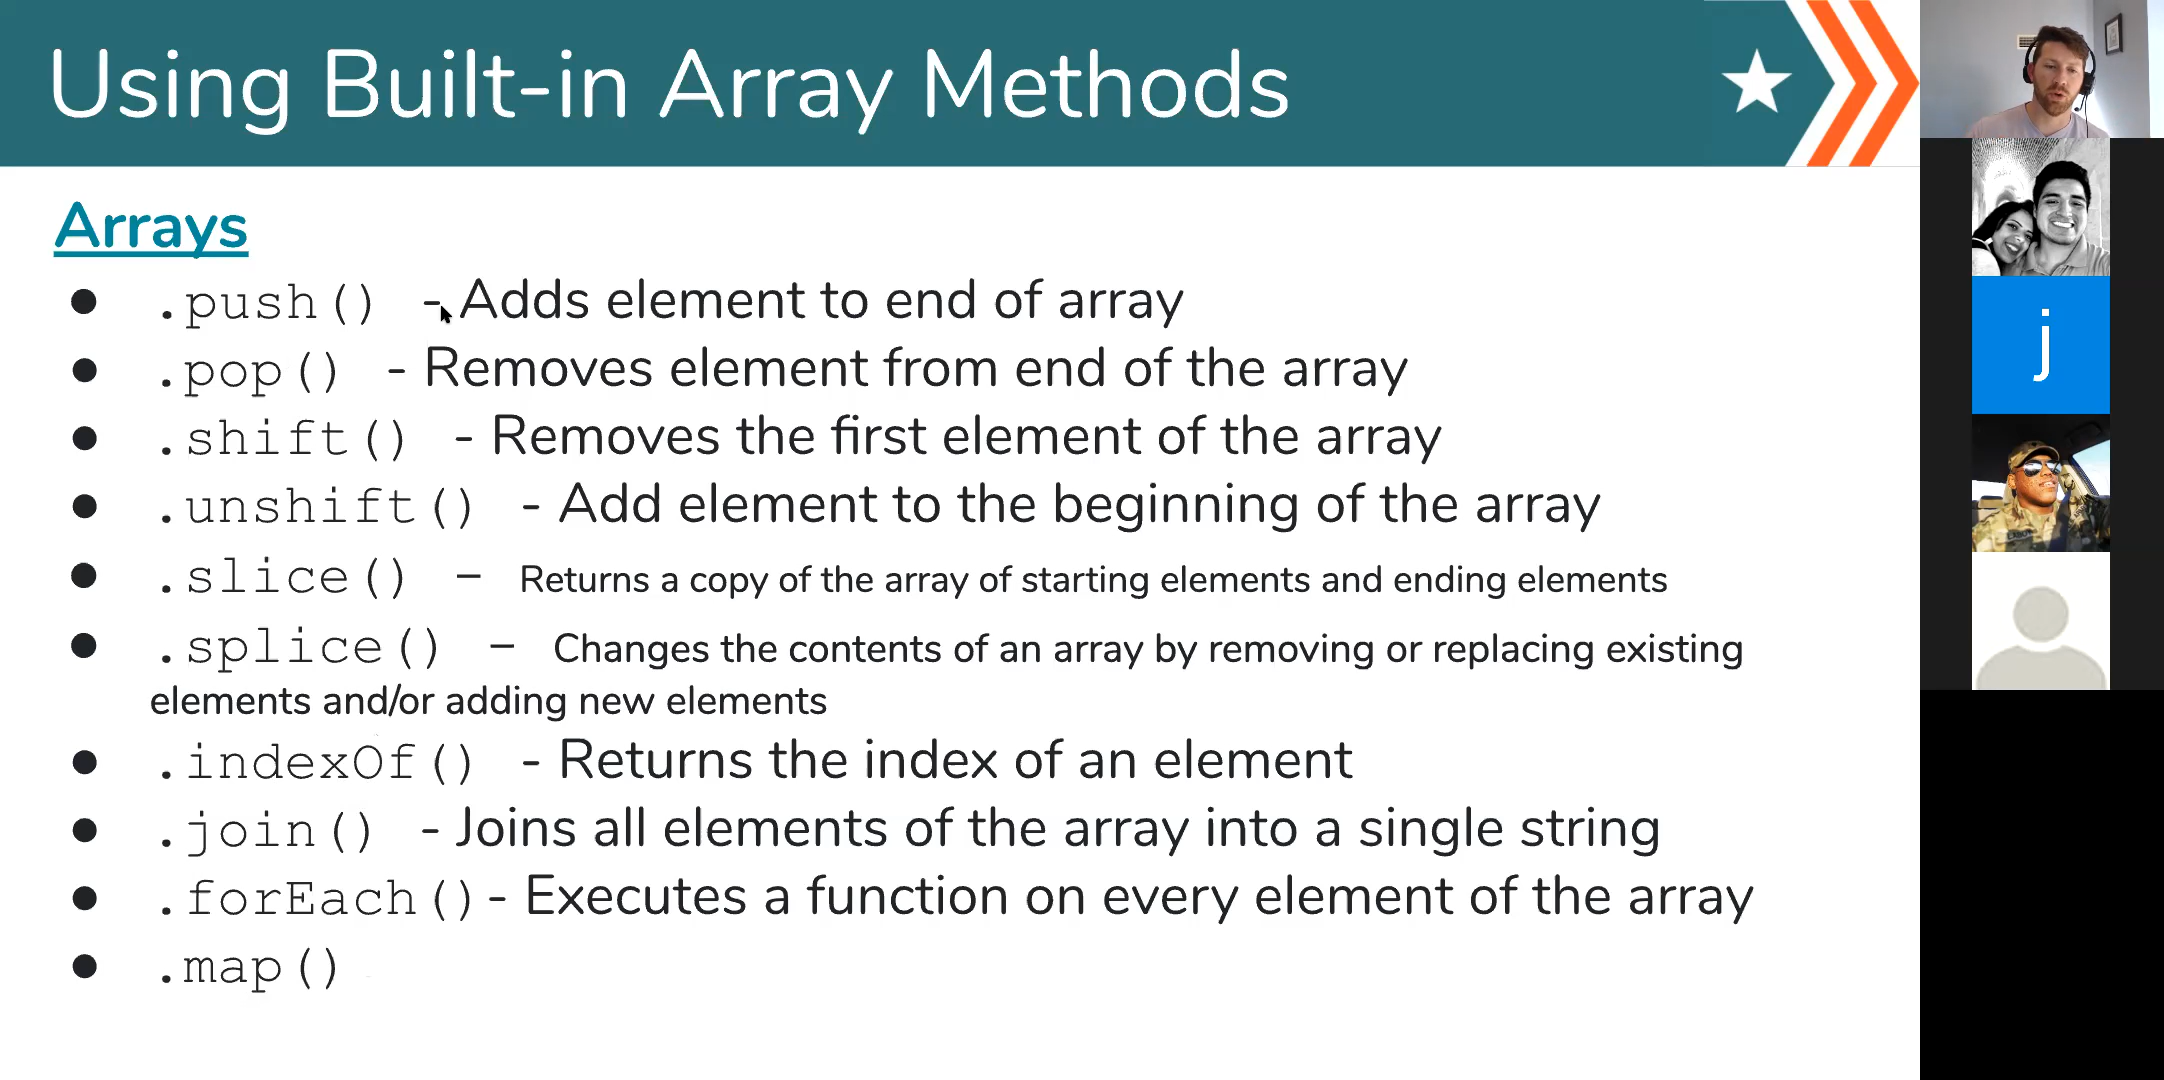 Using Built-in Array Methods
Arrays
● .push() - Adds element to end of array
● .pop() - Removes element from end of the array
● .shift() - Removes the first element of the array
● .unshift() - Add element to the beginning of the array
● .slice() – Returns a copy of the array of starting elements and ending elements
● .splice() – Changes the contents of an array by removing or replacing existing
elements and/or adding new elements
● .indexOf() - Returns the index of an element
● .join() - Joins all elements of the array into a single string
● .forEach()- Executes a function on every element of the array
● .map()
j